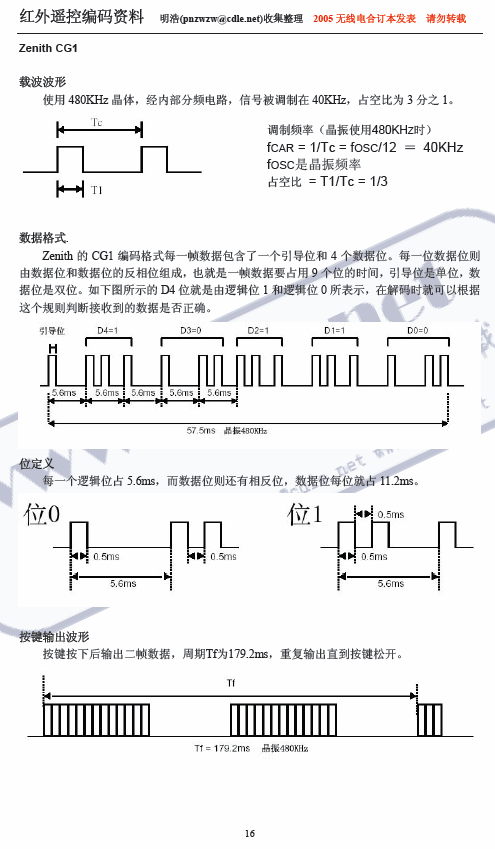 红外遥控编码资料 明浩(pnzwzw@cdle.net)收集整理 2005 无线电合订本发表 请勿转载
Zenith CG1
载波波形
使用 480KHz 晶体，经内部分频电路，信号被调制在 40KHz，占空比为 3 分之 1。
Tc
T1
调制频率（晶振使用480KHz时）
fCAR = 1/Tc = fOSC/12 ＝ 40KHz
fOSC是晶振频率
占空比 = T1/Tc = 1/3
数据格式.
Zenith 的 CG1 编码格式每一帧数据包含了一个引导位和 4 个数据位。每一位数据位则
由数据位和数据位的反相位组成，也就是一帧数据要占用 9 个位的时间，引导位是单位，数
据位是双位。如下图所示的 D4 位就是由逻辑位 1 和逻辑位 0 所表示，在解码时就可以根据
这个规则判断接收到的数据是否正确。
引导位 D4=1 D3=0 D2=1 D1=1 D0=0
5.6ms 5.6ms 5.6ms 5.6ms 5.6ms
57.5ms 晶振480KHz
位定义
每一个逻辑位占 5.6ms，而数据位则还有相反位，数据位每位就占 11.2ms。
位0 位1
0.5ms
0.5ms 0.5ms 0.5ms
5.6ms 5.6ms
按键输出波形
按键按下后输出二帧数据，周期Tf为179.2ms，重复输出直到按键松开。
Tf
Tf = 179.2ms 晶振480KHz
16